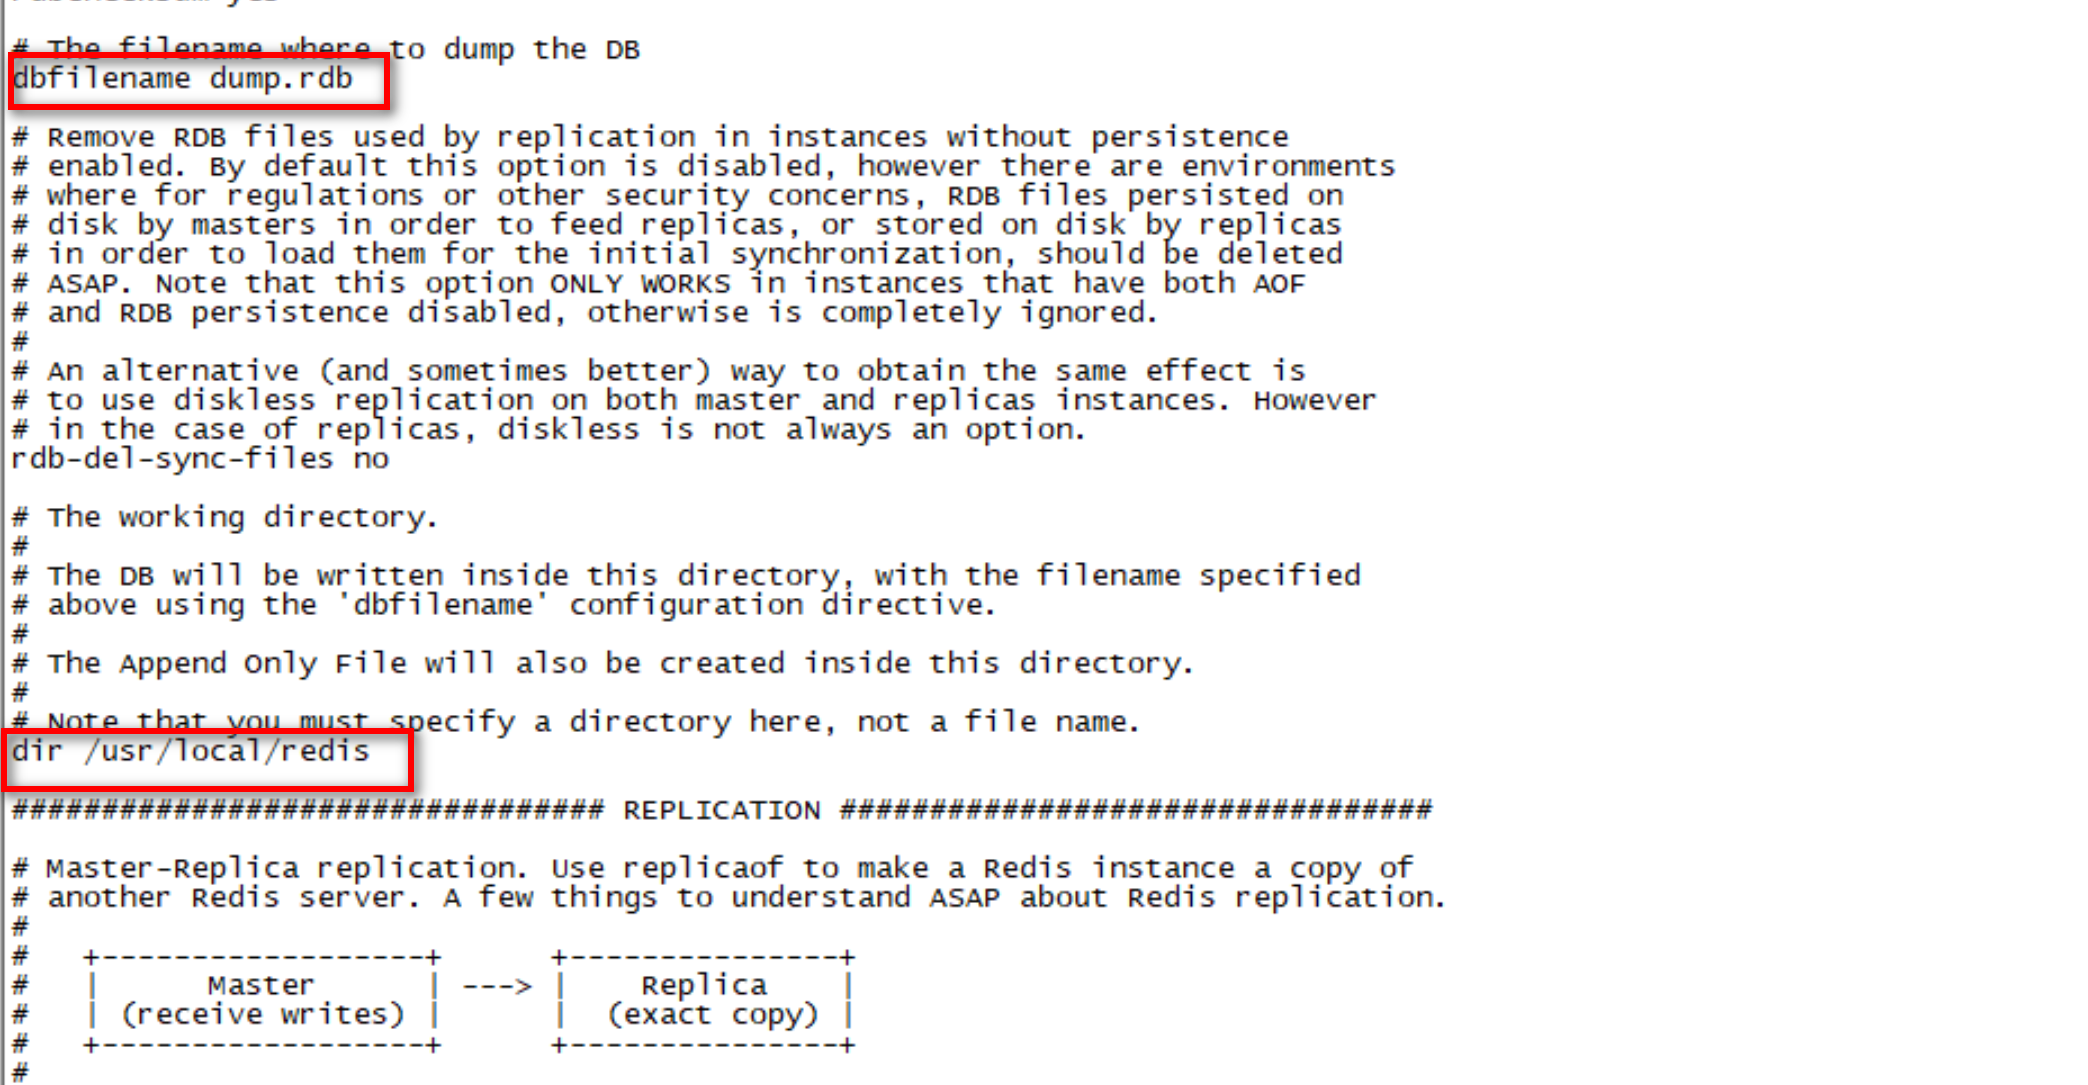 # The filename where to dump the DB
dbfilename dump.rdb
# Remove RDB files used by replication in instances without persistence
# enabled. By default this option is disabled, however there are environments
# where for regulations or other security concerns, RDB files persisted on
# disk by masters in order to feed replicas, or stored on disk by replicas
# in order to load them for the initial synchronization, should be deleted
# ASAP. Note that this option ONLY WORKS in instances that have both AOF
# and RDB persistence disabled, otherwise is completely ignored.
#
# An alternative (and sometimes better) way to obtain the same effect is
# to use diskless replication on both master and replicas instances. However
# in the case of replicas, diskless is not always an option.
rdb-del-sync-files no
# The working directory.
#
# The DB will be written inside this directory, with the filename specified
# above using the 'dbfilename' configuration directive.
#
# The Append Only File will also be created inside this directory.
#
# Note that you must specify a directory here, not a file name.
dir /usr/local/redis
################################# REPLICATION #################################
# Master-Replica replication. Use replicaof to make a Redis instance a copy of
# another Redis server. A few things to understand ASAP about Redis replication.
#
#   +------------------+      +---------------+
#   |      Master      | ---> |    Replica    |
#   | (receive writes) |      |  (exact copy) |
#   +------------------+      +---------------+
#